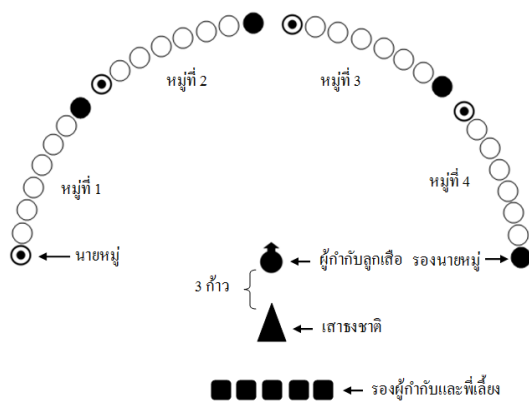 หมู่ที่ 2
หมู่ที่ 3
หมู่ที่ 1
หมู่ที่ 4
นายหมู่
ผู้กำกับลูกเสือ
รองนายหมู่
3 ก้าว
เสาธงชาติ
รองผู้กำกับและพี่เลี้ยง